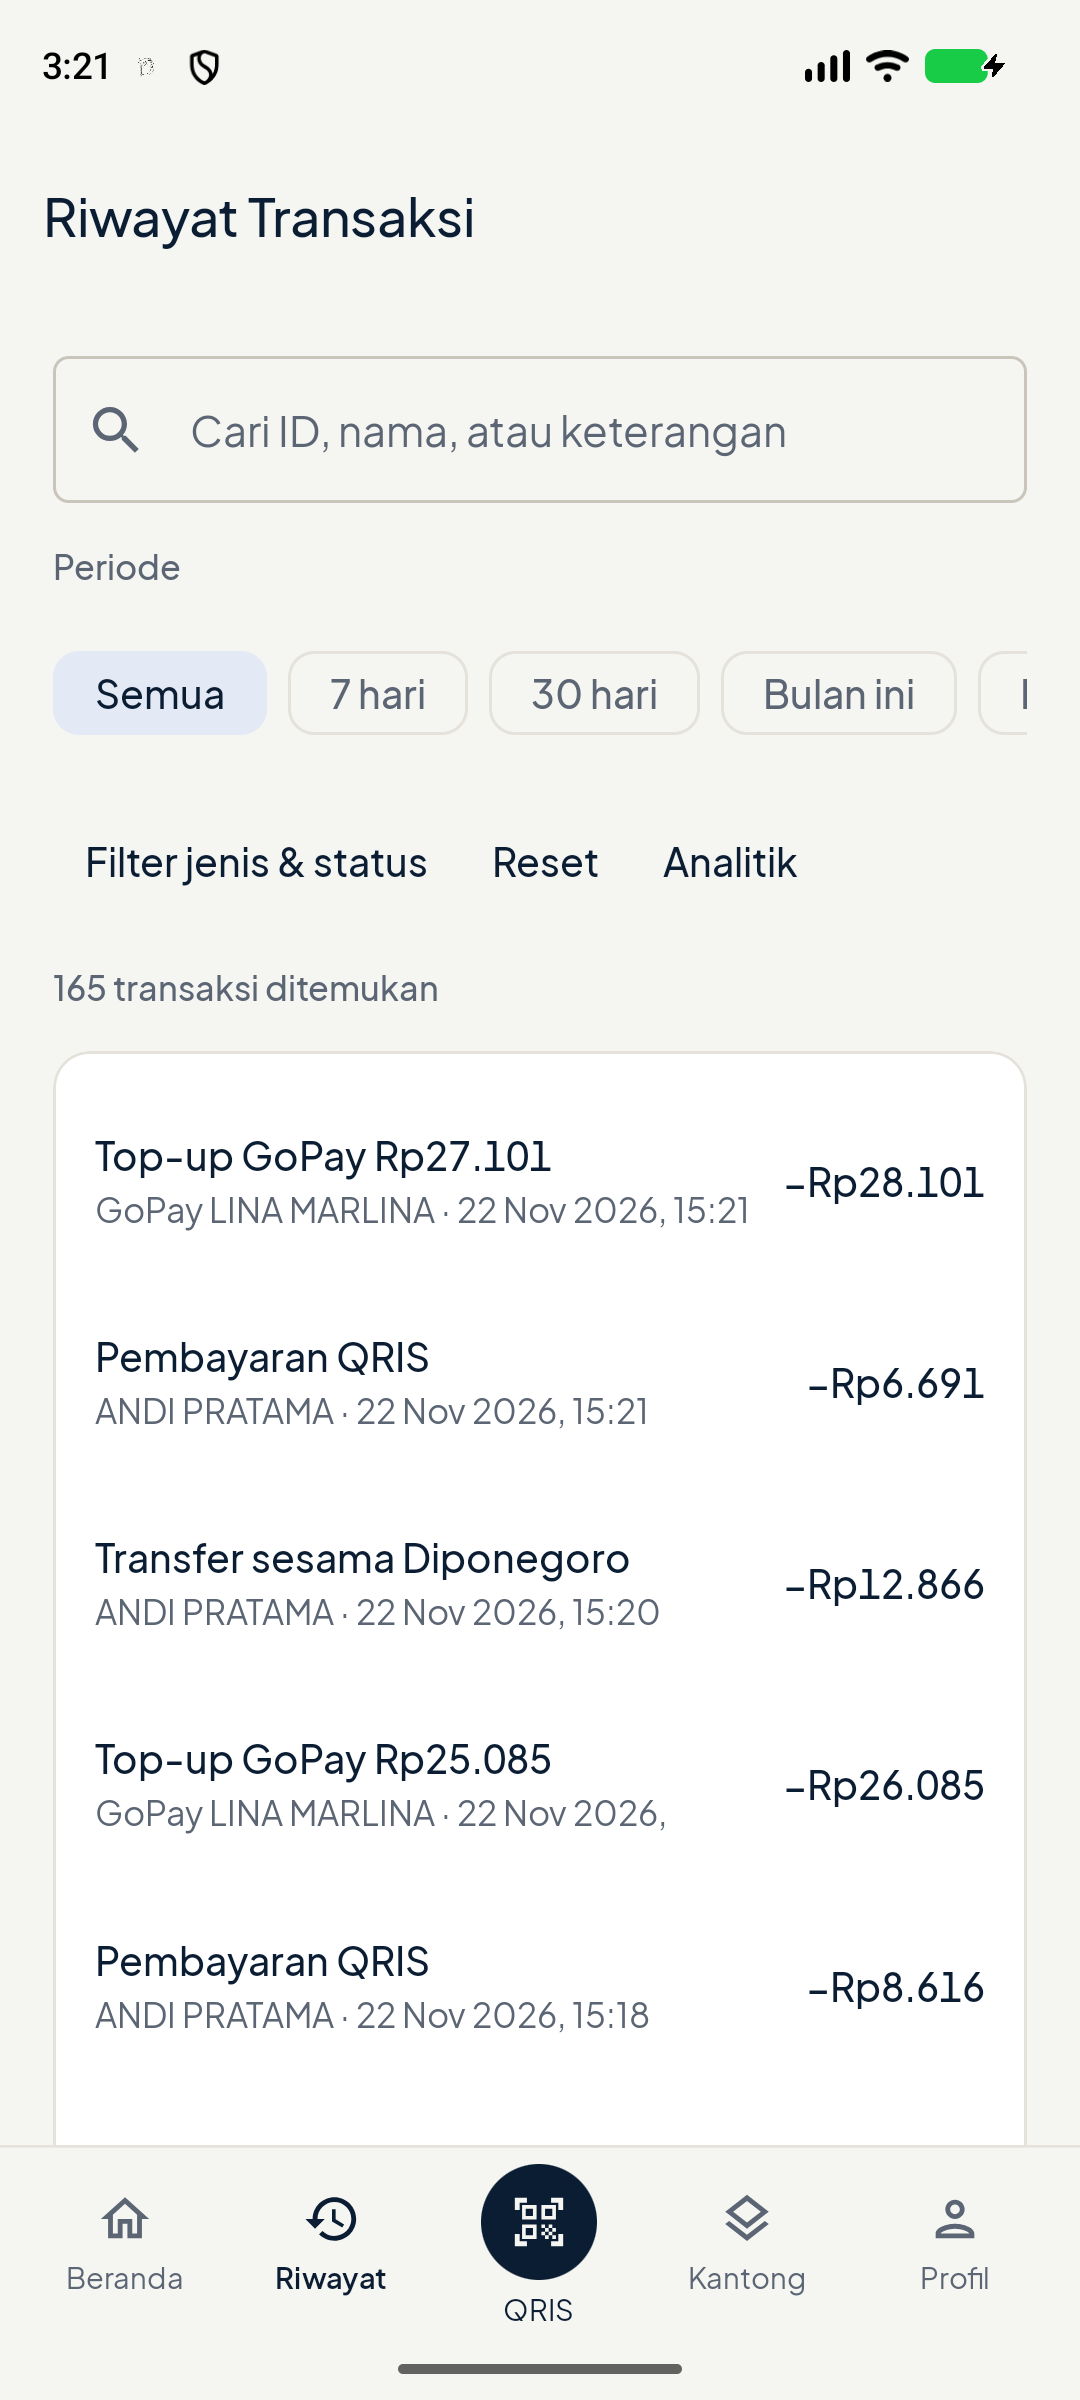 3:21
Riwayat Transaksi
Cari ID, nama, atau keterangan
Periode
Semua
7 hari
30 hari
Bulan ini
Filter jenis & status
Reset
Analitik
165 transaksi ditemukan
Top-up GoPay Rp27.101
GoPay LINA MARLINA · 22 Nov 2026, 15:21
−Rp28.101
Pembayaran QRIS
ANDI PRATAMA · 22 Nov 2026, 15:21
−Rp6.691
Transfer sesama Diponegoro
ANDI PRATAMA · 22 Nov 2026, 15:20
−Rp12.866
Top-up GoPay Rp25.085
GoPay LINA MARLINA · 22 Nov 2026,
−Rp26.085
Pembayaran QRIS
ANDI PRATAMA · 22 Nov 2026, 15:18
−Rp8.616
Beranda
Riwayat
QRIS
Kantong
Profil